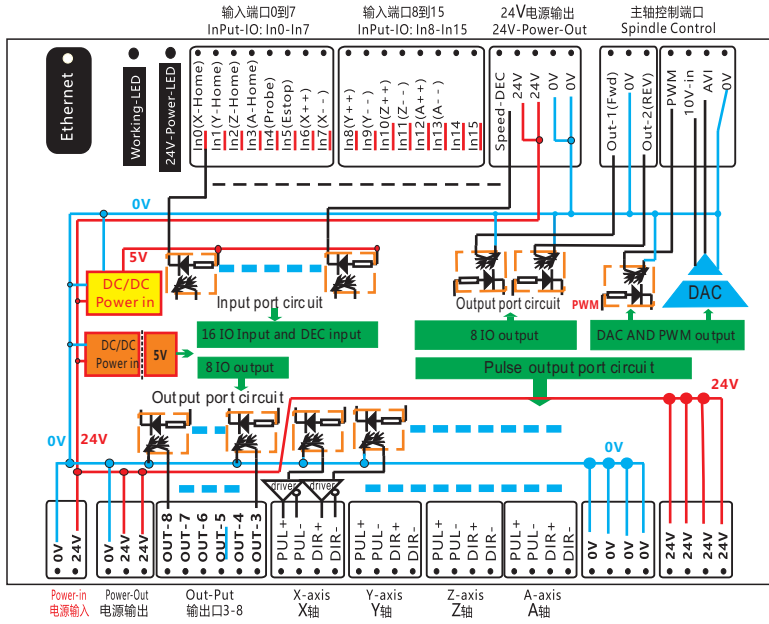 输入端口0到7
InPut-IO: In0-In7
输入端口8到15
InPut-IO: In8-In15
24V电源输出
24V-Power-Out
主轴控制端口
Spindle Control
Ethernet
Working-LED
24V-Power-LED
In0(X-Home)
In1(Y-Home)
In2(Z-Home)
In3(A-Home)
In4(Probe)
In5(Estop)
In6(X++)
In7(X--)
In8(Y++)
In9(Y--)
In10(Z++)
In11(Z--)
In12(A++)
In13(A--)
In14
In15
Speed-DEC
24V
24V
0V
0V
Out-1(Fwd)
0V
Out-2(REV)
PWM
10V-in
AVI
0V
0V
5V
DC/DC
Power in
Input port circuit
Output port circuit
PWM
DAC
16 IO Input and DEC input
8 IO output
DAC AND PWM output
DC/DC
Power in
5V
8 IO output
Pulse output port circuit
Output port circuit
24V
0V
24V
0V
driver
driver
0V
24V
0V
24V
24V
OUT-8
OUT-7
OUT-6
OUT-5
OUT-4
OUT-3
PUL+
PUL-
DIR+
DIR-
PUL+
PUL-
DIR+
DIR-
PUL+
PUL-
DIR+
DIR-
PUL+
PUL-
DIR+
DIR-
0V
0V
0V
0V
24V
24V
24V
24V
Power-in
电源输入
Power-Out
电源输出
Out-Put
输出口3-8
X-axis
X轴
Y-axis
Y轴
Z-axis
Z轴
A-axis
A轴